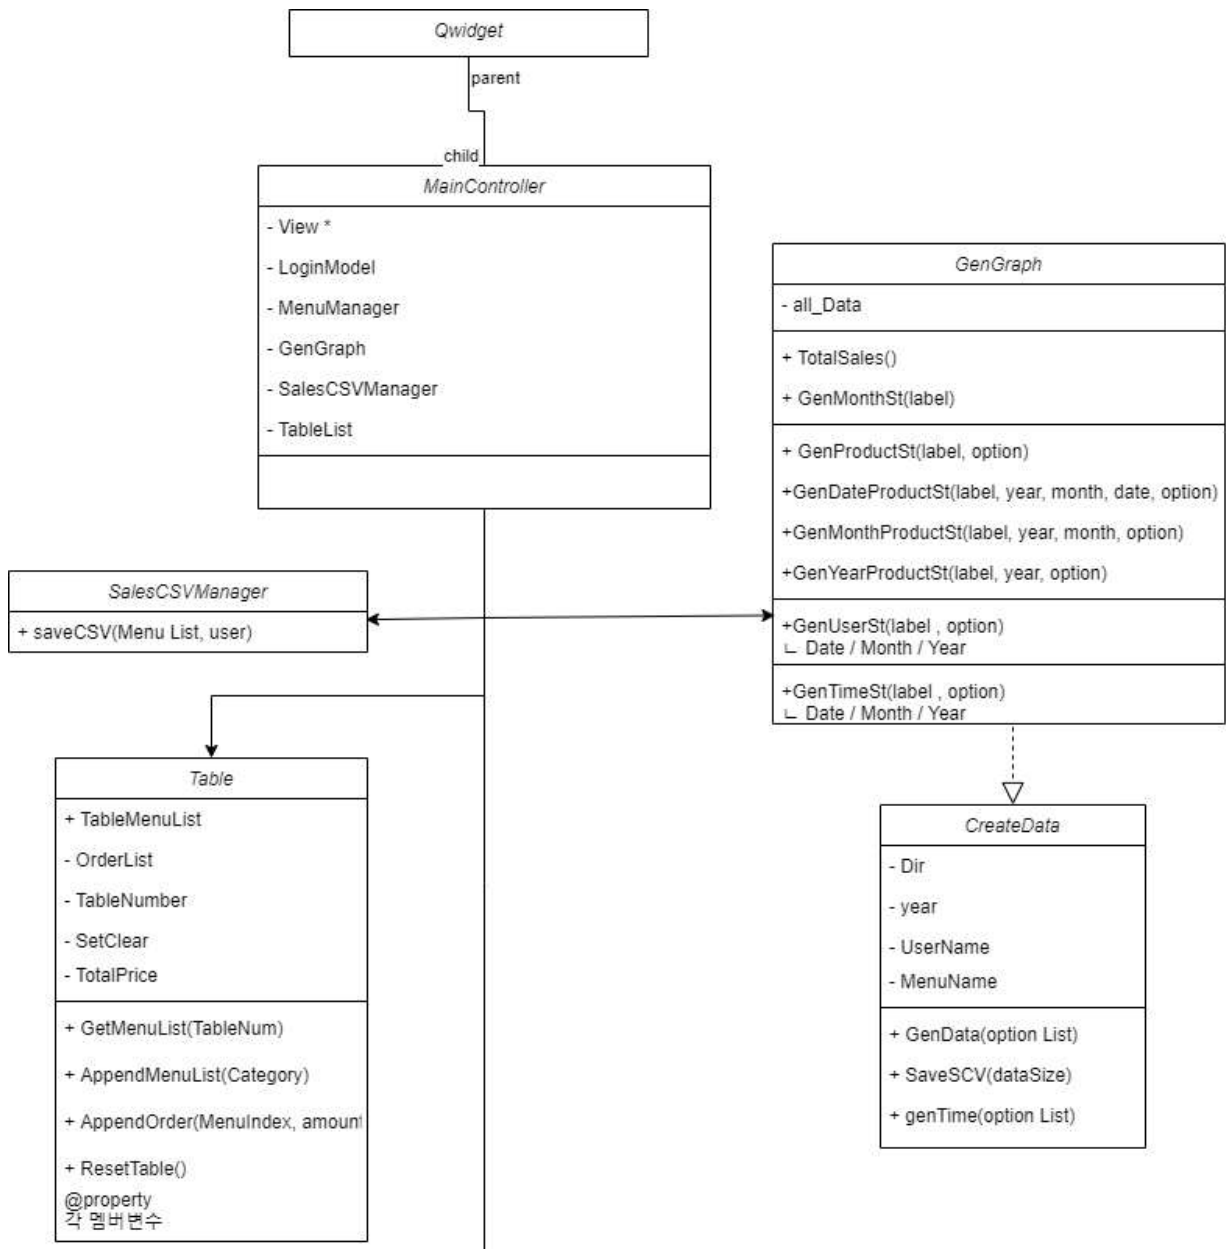 Qwidget
parent
child
MainController
- View *
- LoginModel
- MenuManager
- GenGraph
- SalesCSVManager
- TableList
GenGraph
- all_Data
+ TotalSales()
+ GenMonthSt(label)
+ GenProductSt(label, option)
+GenDateProductSt(label, year, month, date, option)
+GenMonthProductSt(label, year, month, option)
+GenYearProductSt(label, year, option)
+GenUserSt(label , option)
ㄴ Date / Month / Year
+GenTimeSt(label , option)
ㄴ Date / Month / Year
SalesCSVManager
+ saveCSV(Menu List, user)
Table
+ TableMenuList
- OrderList
- TableNumber
- SetClear
- TotalPrice
+ GetMenuList(TableNum)
+ AppendMenuList(Category)
+ AppendOrder(MenuIndex, amount
+ ResetTable()
@property
각 멤버변수
CreateData
- Dir
- year
- UserName
- MenuName
+ GenData(option List)
+ SaveSCV(dataSize)
+ genTime(option List)